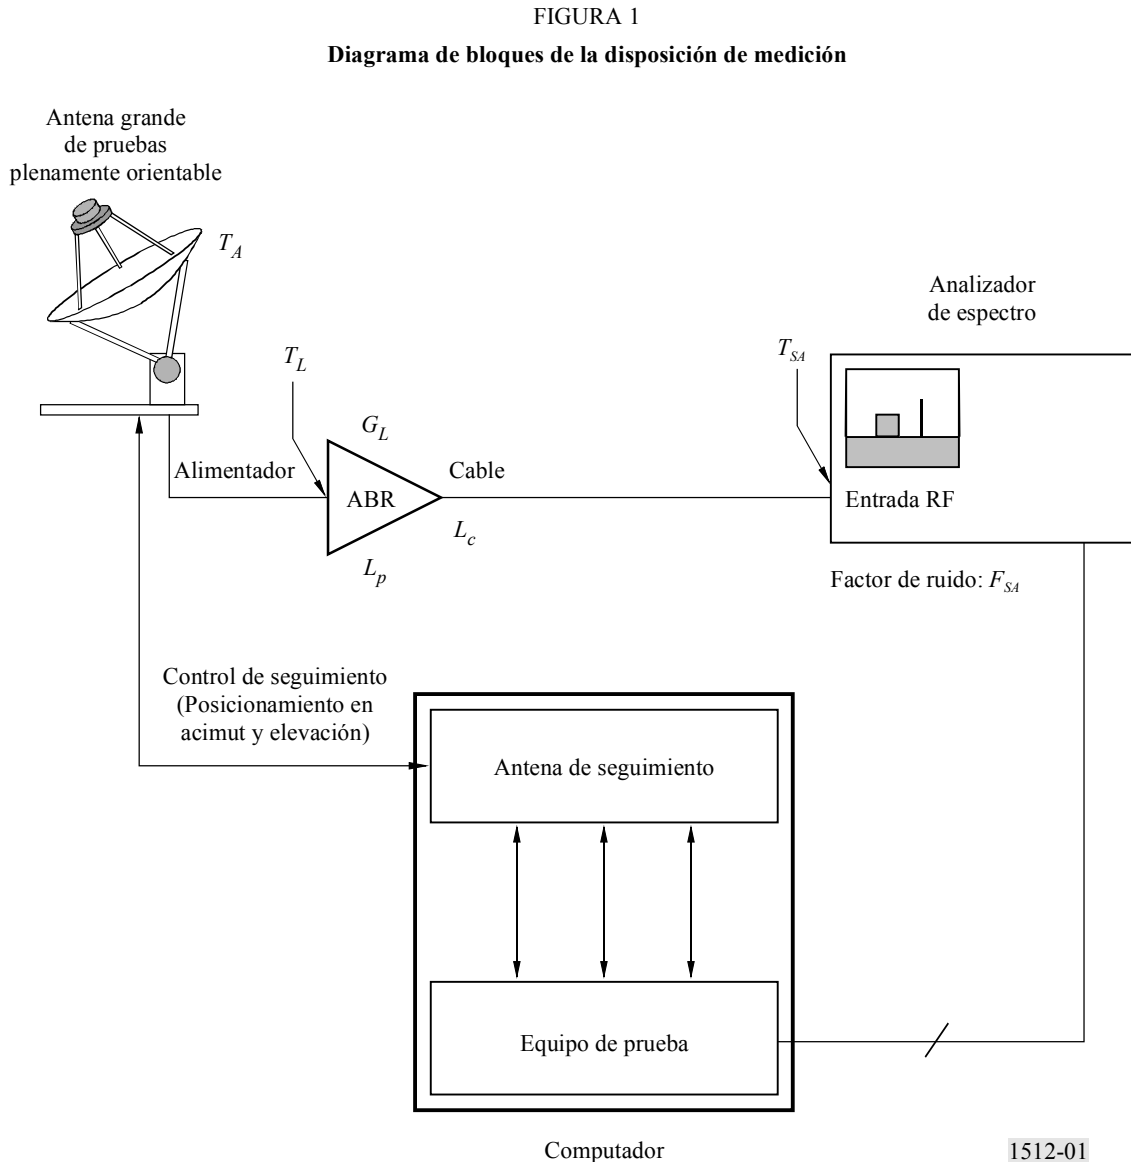 FIGURA 1
Diagrama de bloques de la disposición de medición
Antena grande
de pruebas
plenamente orientable
T_A
Analizador
de espectro
T_L
T_SA
G_L
Alimentador
Cable
ABR
Entrada RF
L_c
L_p
Factor de ruido: F_SA
Control de seguimiento
(Posicionamiento en
acimut y elevación)
Antena de seguimiento
Equipo de prueba
Computador
1512-01